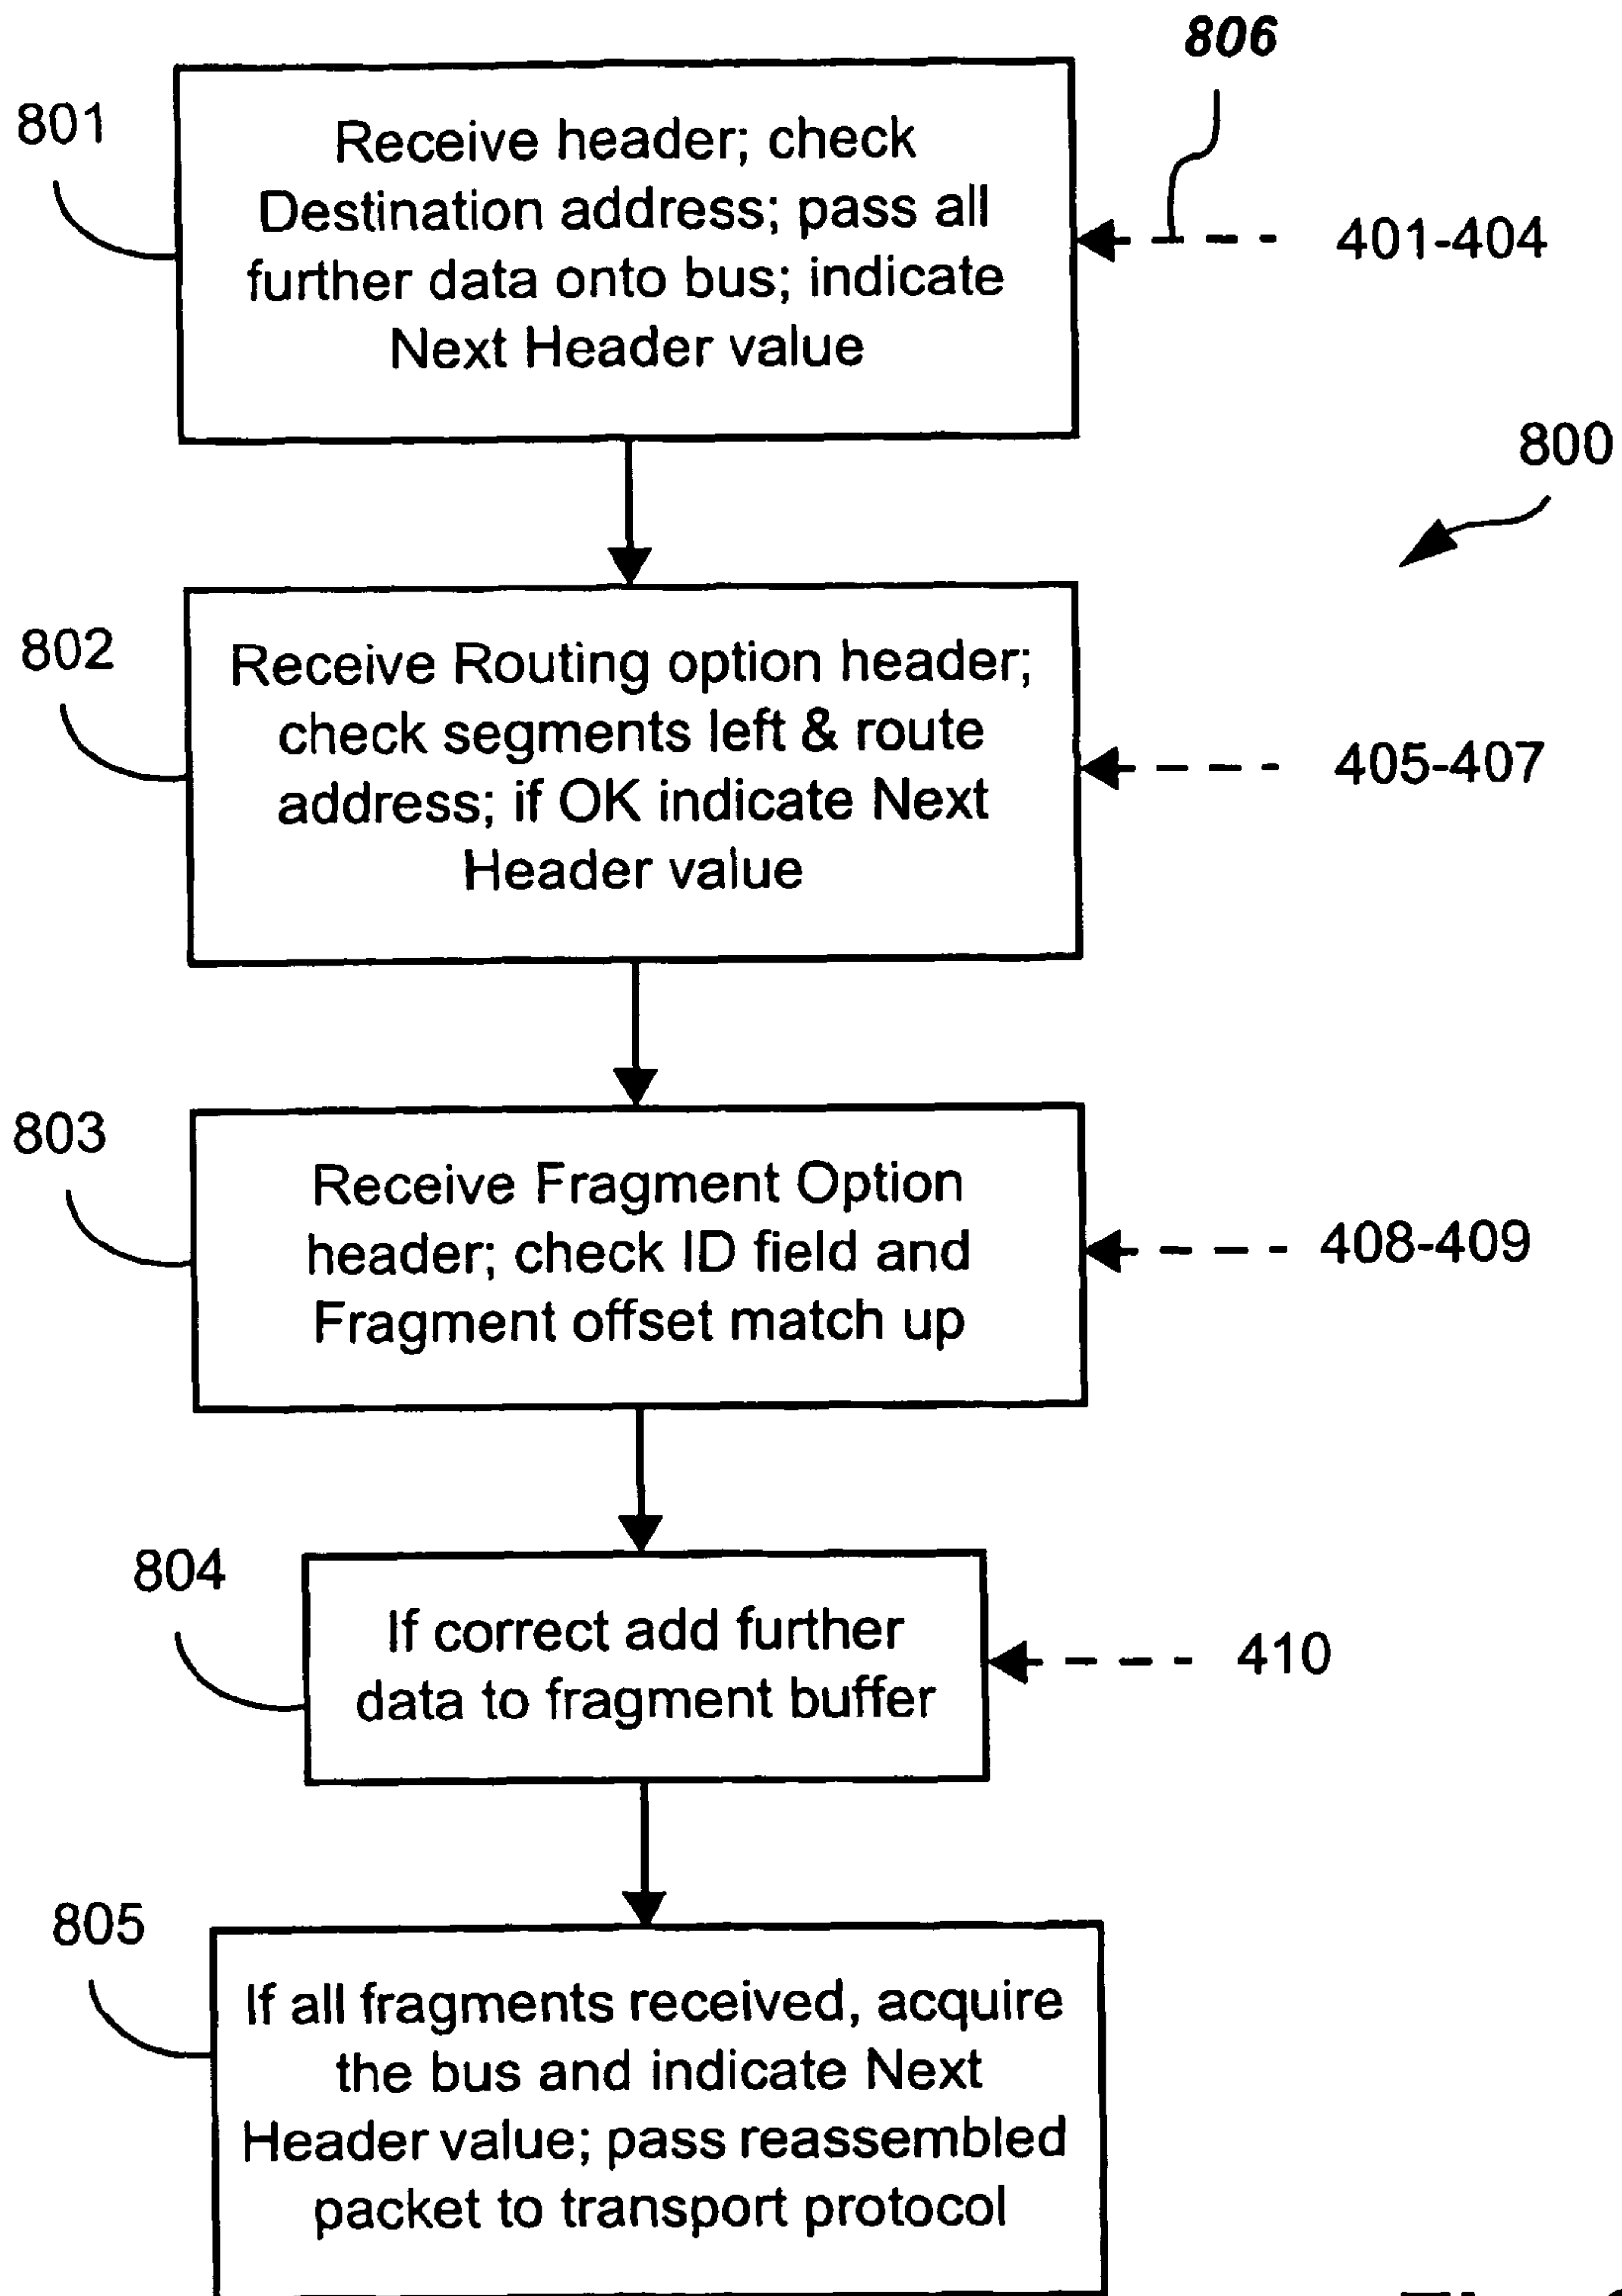 806
801
Receive header; check
Destination address; pass all
further data onto bus; indicate
Next Header value
401-404
800
802
Receive Routing option header;
check segments left & route
address; if OK indicate Next
Header value
405-407
803
Receive Fragment Option
header; check ID field and
Fragment offset match up
408-409
804
If correct add further
data to fragment buffer
410
805
If all fragments received, acquire
the bus and indicate Next
Header value; pass reassembled
packet to transport protocol